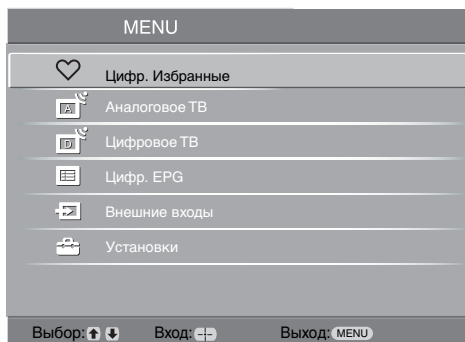 MENU
Цифр. Избранные
A Аналоговое ТВ
D Цифровое ТВ
Цифр. EPG
Внешние входы
Установки
Выбор: Вход: Выход: MENU